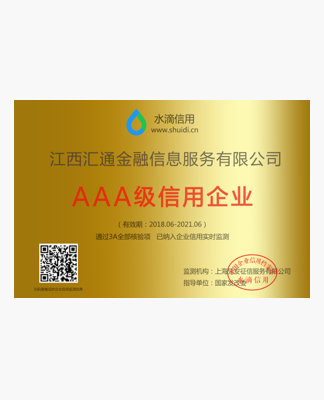 水滴信用
www.shuidi.cn
江西汇通金融信息服务有限公司
AAA级信用企业
（有效期：2018.06-2021.06）
通过3A全部核验项 已纳入企业信用实时监测
监测机构：上海 征信服务有限公司
指导单位：国家发改委
水滴信用